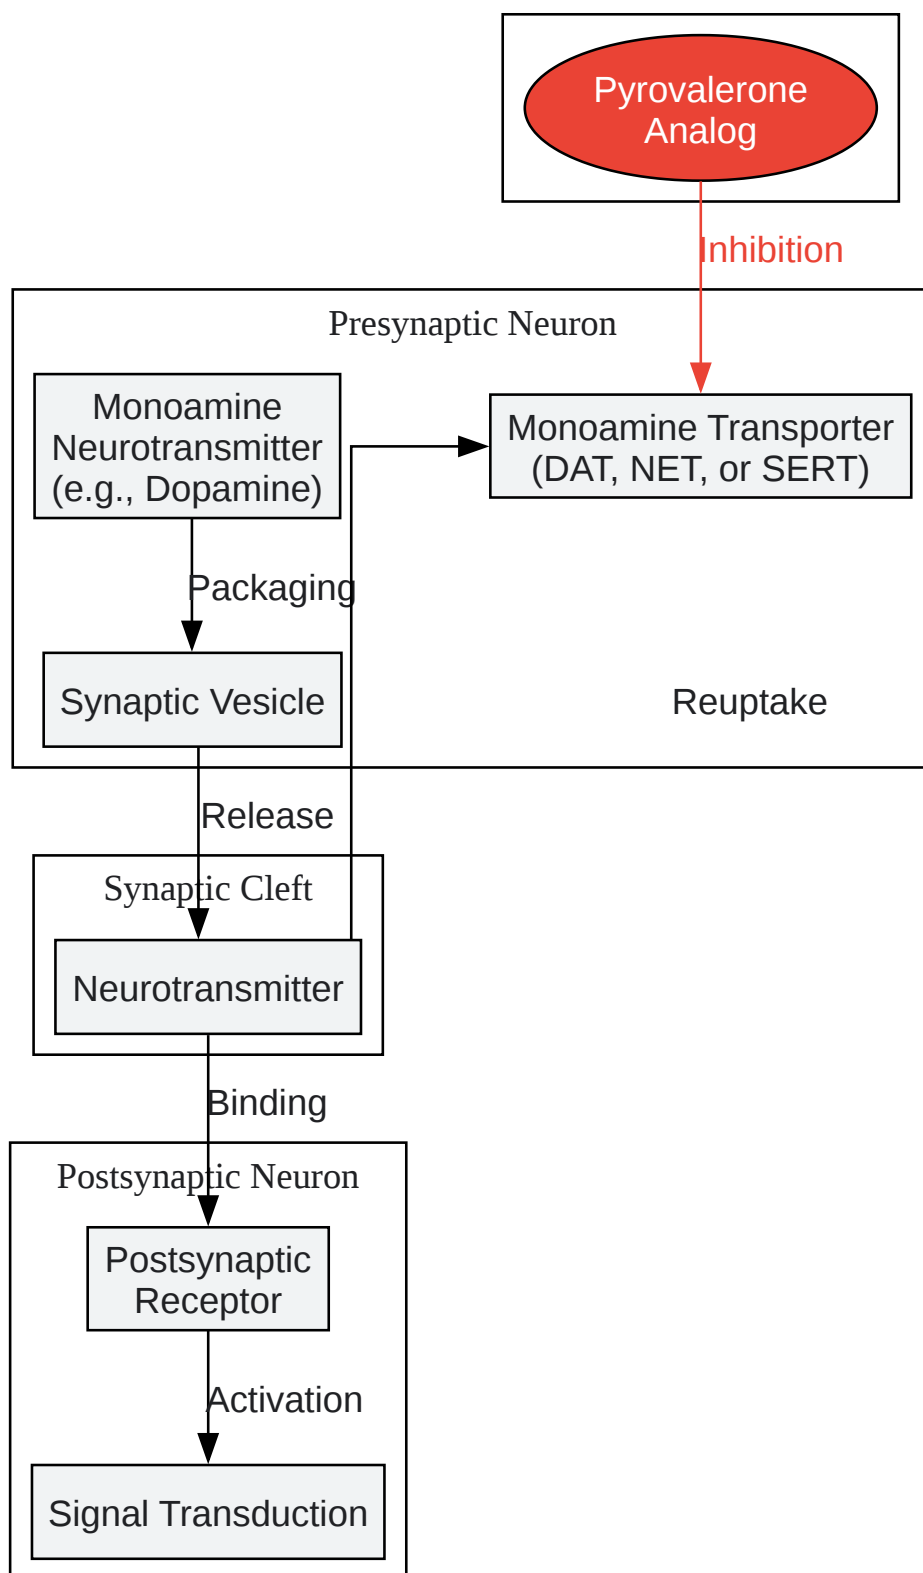 Pyrovalerone
Analog
Inhibition
Presynaptic Neuron
Monoamine
Neurotransmitter
(e.g., Dopamine)
Monoamine Transporter
(DAT, NET, or SERT)
Packaging
Synaptic Vesicle
Reuptake
Release
Synaptic Cleft
Neurotransmitter
Binding
Postsynaptic Neuron
Postsynaptic
Receptor
Activation
Signal Transduction